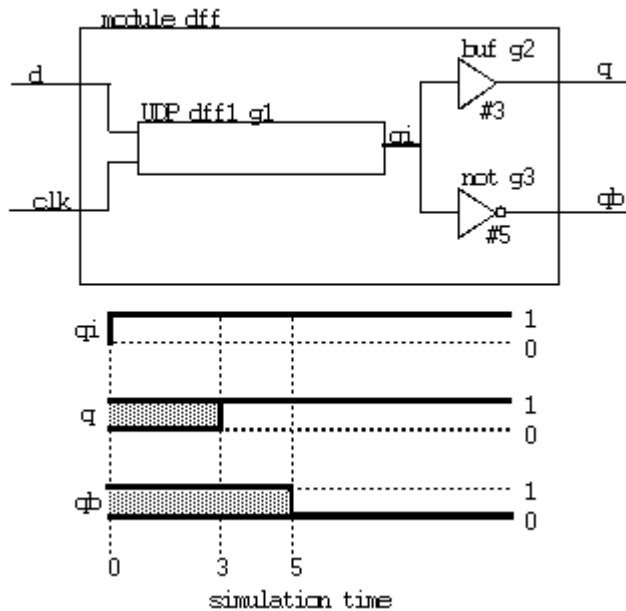 module dff
buf g2
d
q
UDP dff1 g1
#3
qi
not g3
clk
qb
#5
qi
1
0
q
1
0
qb
1
0
0 3 5
simulation time